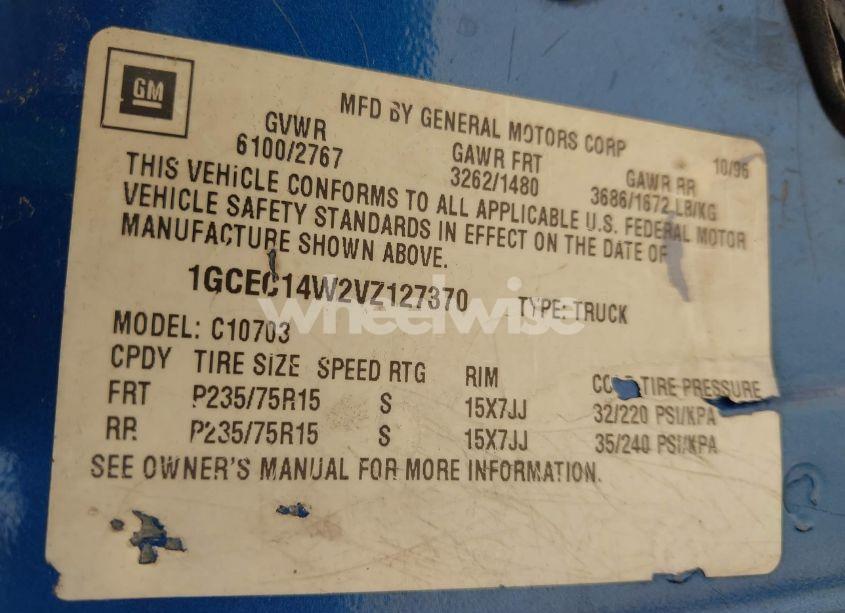 GM
MFD BY GENERAL MOTORS CORP 10/96
GVWR GAWR FRT GAWR RR
6100/2767 3262/1480 3686/1672 LB/KG
THIS VEHICLE CONFORMS TO ALL APPLICABLE U.S. FEDERAL MOTOR
VEHICLE SAFETY STANDARDS IN EFFECT ON THE DATE OF
MANUFACTURE SHOWN ABOVE.
1GCEC14W2VZ127370 TYPE: TRUCK
wheelwise
MODEL: C10703
CPDY TIRE SIZE SPEED RTG RIM COLD TIRE PRESSURE
FRT P235/75R15 S 15X7JJ 32/220 PSI/KPA
RR P235/75R15 S 15X7JJ 35/240 PSI/KPA
SEE OWNER'S MANUAL FOR MORE INFORMATION.